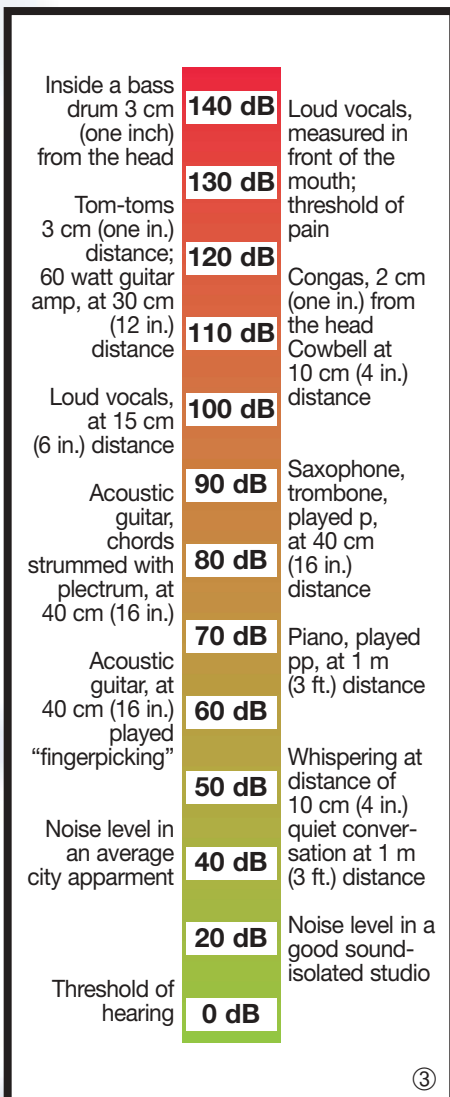 Inside a bass
drum 3 cm
(one inch)
from the head
140 dB
Loud vocals,
measured in
front of the
mouth;
threshold of
pain
130 dB
Tom-toms
3 cm (one in.)
distance;
60 watt guitar
amp, at 30 cm
(12 in.)
distance
120 dB
Congas, 2 cm
(one in.) from
the head
Cowbell at
10 cm (4 in.)
distance
110 dB
Loud vocals,
at 15 cm
(6 in.) distance
100 dB
90 dB
Saxophone,
trombone,
played p,
at 40 cm
(16 in.)
distance
Acoustic
guitar,
chords
strummed with
plectrum, at
40 cm (16 in.)
80 dB
70 dB
Piano, played
pp, at 1 m
(3 ft.) distance
Acoustic
guitar, at
40 cm (16 in.)
played
“fingerpicking”
60 dB
50 dB
Whispering at
distance of
10 cm (4 in.)
quiet conver-
sation at 1 m
(3 ft.) distance
Noise level in
an average
city apparment
40 dB
20 dB
Noise level in a
good sound-
isolated studio
Threshold of
hearing
0 dB
③